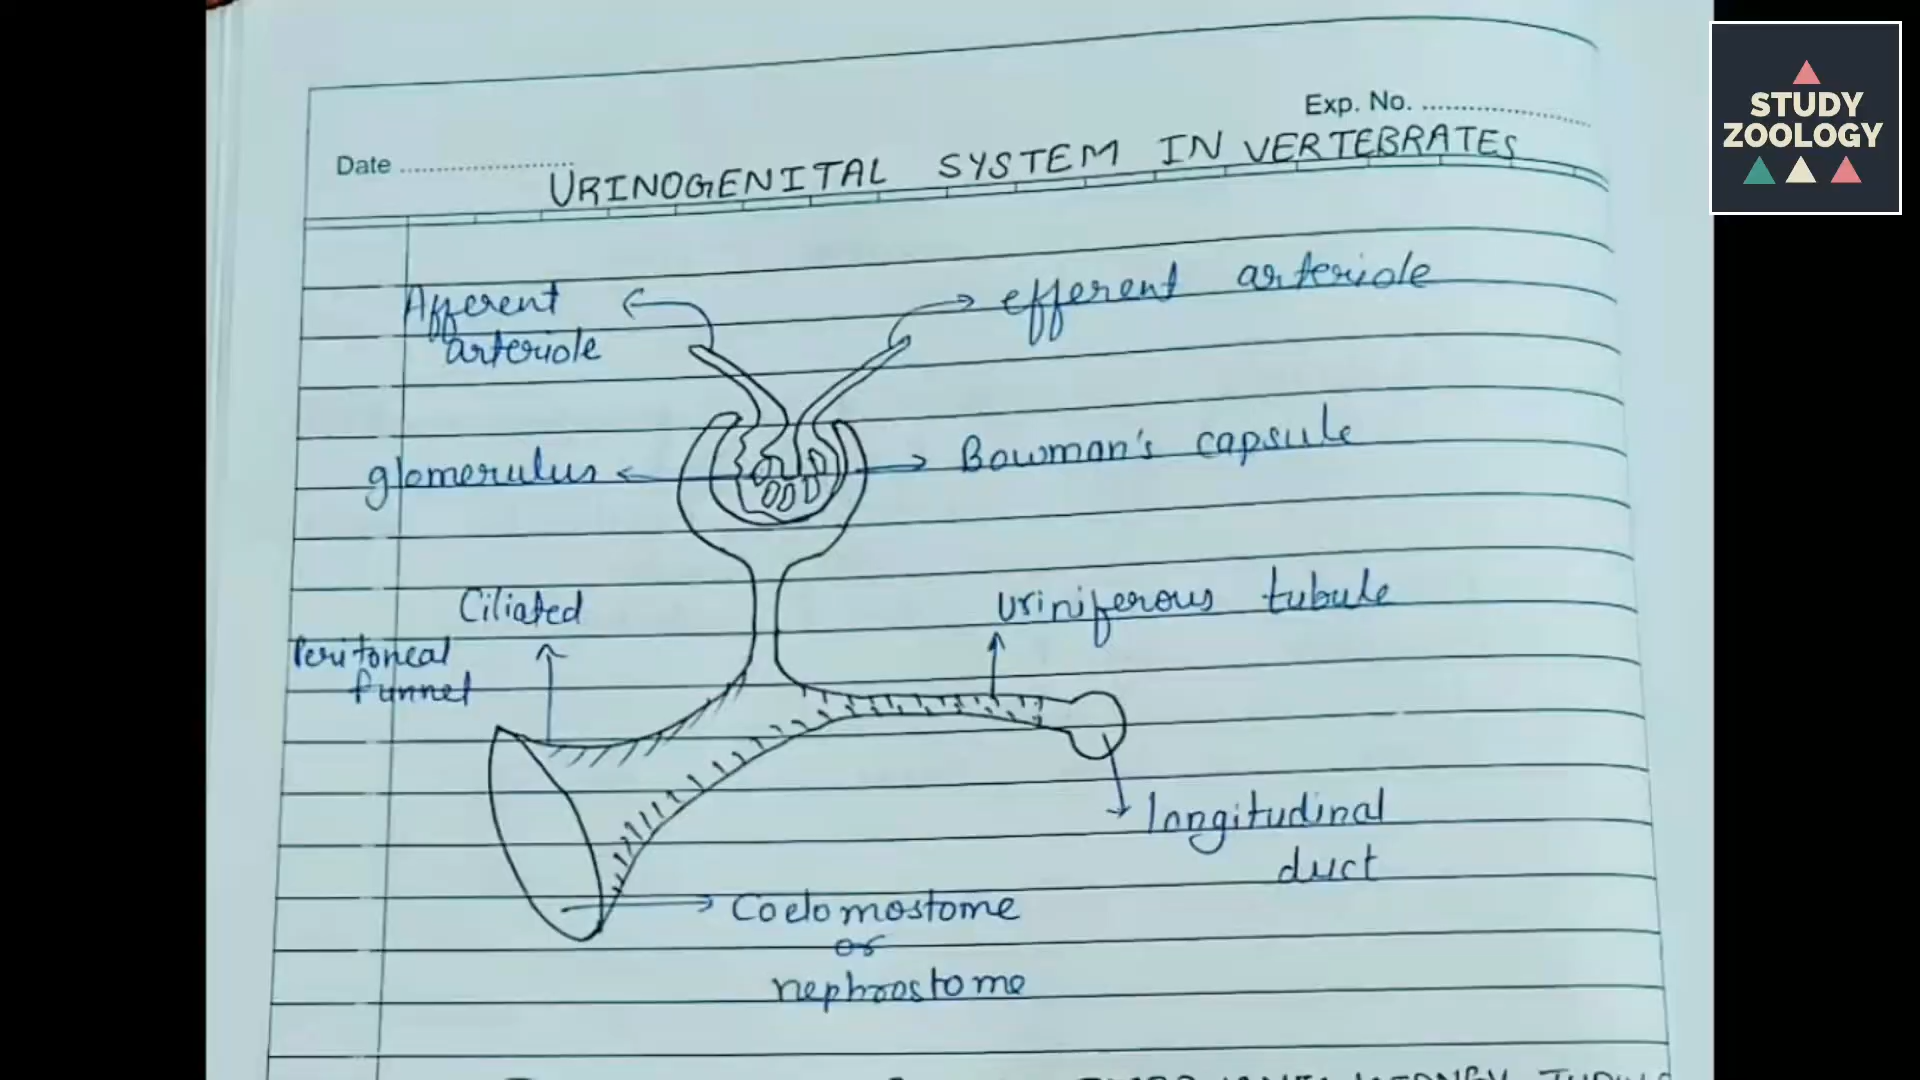 STUDY
ZOOLOGY
Exp. No.
Date
URINOGENITAL SYSTEM IN VERTEBRATES
Afferent
arteriole
efferent arteriole
glomerulus
Bowman's capsule
Ciliated
Peritoneal
funnel
uriniferous tubule
longitudinal
duct
Coelomostome
or
nephrostome
KIDNEY